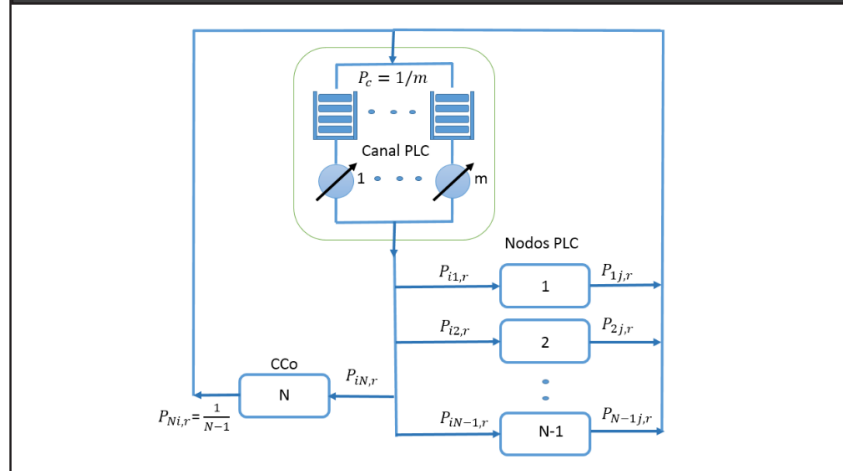 P_c = 1/m
Canal PLC
1
m
Nodos PLC
P_{i1,r}
1
P_{1j,r}
P_{i2,r}
2
P_{2j,r}
CCo
N
P_{iN,r}
P_{Ni,r}=\frac{1}{N-1}
P_{iN-1,r}
N-1
P_{N-1j,r}